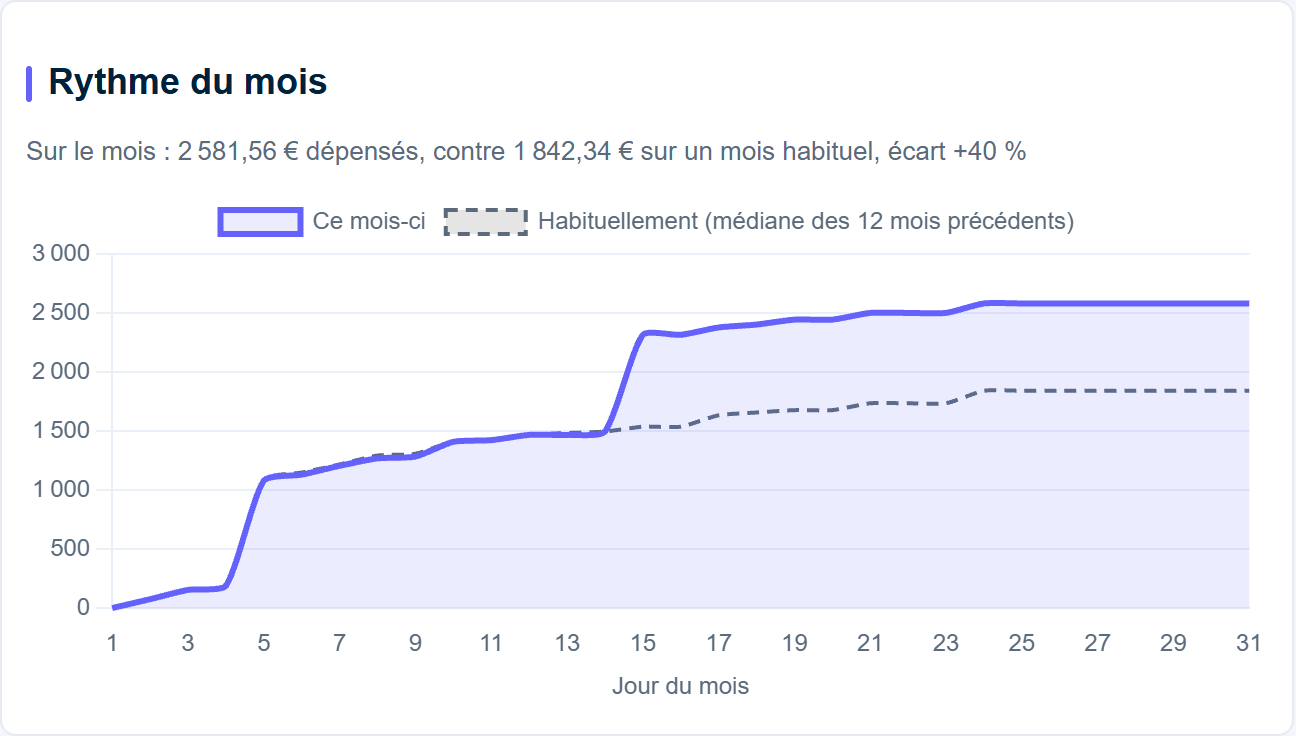 Rythme du mois
Sur le mois : 2 581,56 € dépensés, contre 1 842,34 € sur un mois habituel, écart +40 %
Ce mois-ci
Habituellement (médiane des 12 mois précédents)
3 000
2 500
2 000
1 500
1 000
500
0
1 3 5 7 9 11 13 15 17 19 21 23 25 27 29 31
Jour du mois